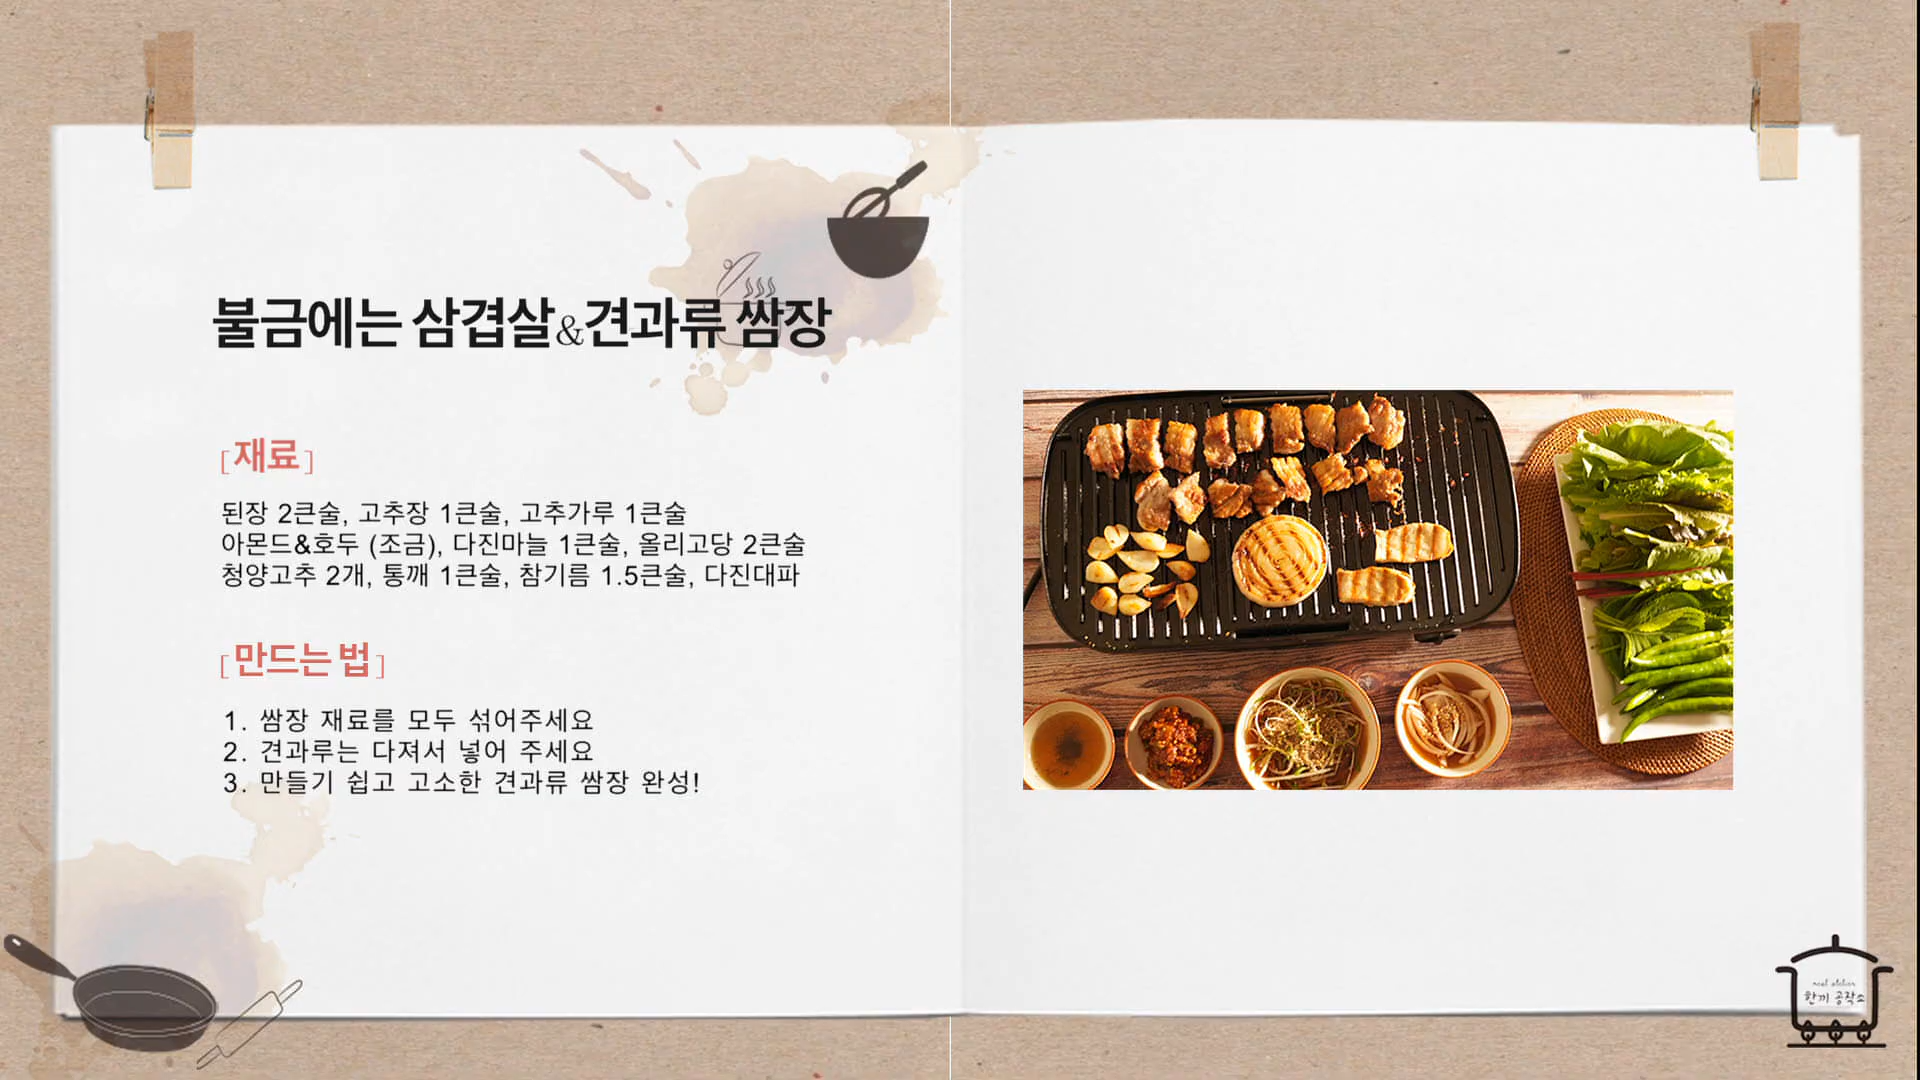 불금에는 삼겹살&견과류 쌈장
[재료]
된장 2큰술, 고추장 1큰술, 고추가루 1큰술
아몬드&호두 (조금), 다진마늘 1큰술, 올리고당 2큰술
청양고추 2개, 통깨 1큰술, 참기름 1.5큰술, 다진대파
[만드는 법]
1. 쌈장 재료를 모두 섞어주세요
2. 견과루는 다져서 넣어 주세요
3. 만들기 쉽고 고소한 견과류 쌈장 완성!
meal atelier
한끼 공작소